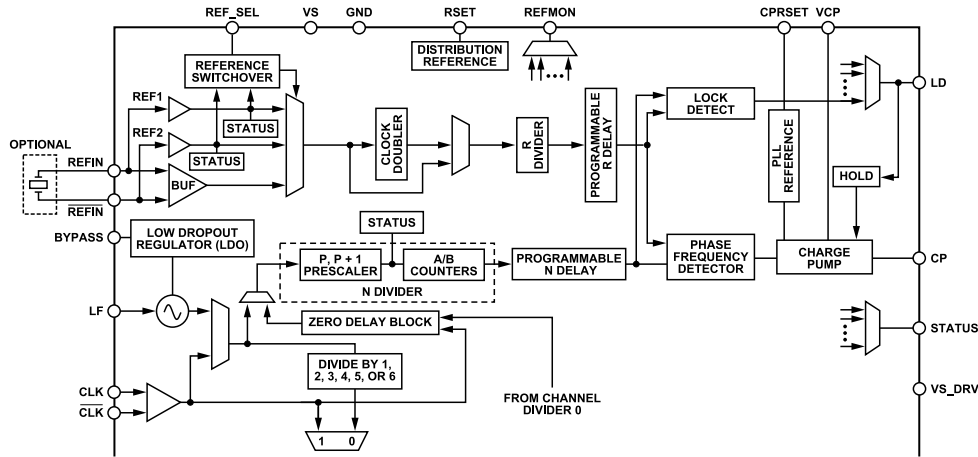 REF_SEL
VS
GND
RSET
REFMON
CPRSET
VCP
REFERENCE
SWITCHOVER
DISTRIBUTION
REFERENCE
LD
REF1
STATUS
REF2
STATUS
OPTIONAL
REFIN
BUF
REFIN
CLOCK
DOUBLER
R
DIVIDER
PROGRAMMABLE
R DELAY
LOCK
DETECT
PLL
REFERENCE
HOLD
BYPASS
LOW DROPOUT
REGULATOR (LDO)
STATUS
P, P + 1
PRESCALER
A/B
COUNTERS
N DIVIDER
PROGRAMMABLE
N DELAY
PHASE
FREQUENCY
DETECTOR
CHARGE
PUMP
CP
LF
ZERO DELAY BLOCK
STATUS
DIVIDE BY 1,
2, 3, 4, 5, OR 6
FROM CHANNEL
DIVIDER 0
VS_DRV
CLK
CLK
1 0